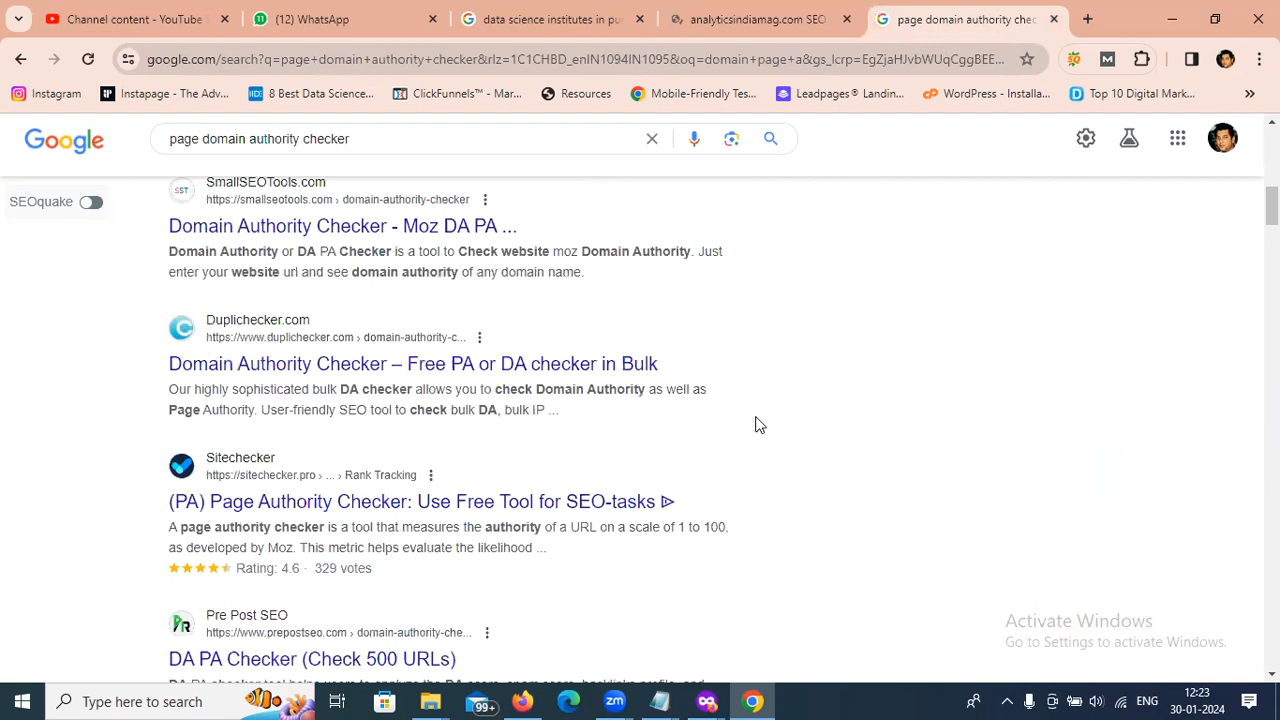 Channel content - YouTube
(12) WhatsApp
data science institutes in pu
analyticsindiamag.com SEO
page domain authority chec
google.com/search?q=page+domain+authority+checker&rlz=1C1CHBD_enIN1094IN1095&oq=domain+page+a&gs_lcrp=EgZjaHJvbWUqCggBEE...
Instagram
Instapage - The Adv...
8 Best Data Science...
ClickFunnels™ - Mar...
Resources
Mobile-Friendly Tes...
Leadpages® Landin...
WordPress - Installa...
Top 10 Digital Mark...
Google
page domain authority checker
SEOquake
SST
SmallSEOTools.com
https://smallseotools.com › domain-authority-checker
Domain Authority Checker - Moz DA PA ...
Domain Authority or DA PA Checker is a tool to Check website moz Domain Authority. Just
enter your website url and see domain authority of any domain name.
Duplichecker.com
https://www.duplichecker.com › domain-authority-c...
Domain Authority Checker – Free PA or DA checker in Bulk
Our highly sophisticated bulk DA checker allows you to check Domain Authority as well as
Page Authority. User-friendly SEO tool to check bulk DA, bulk IP ...
Sitechecker
https://sitechecker.pro › ... › Rank Tracking
(PA) Page Authority Checker: Use Free Tool for SEO-tasks ᐈ
A page authority checker is a tool that measures the authority of a URL on a scale of 1 to 100,
as developed by Moz. This metric helps evaluate the likelihood ...
Rating: 4.6 · 329 votes
Pre Post SEO
https://www.prepostseo.com › domain-authority-che...
DA PA Checker (Check 500 URLs)
Activate Windows
Go to Settings to activate Windows.
Type here to search
99+
ENG
12:23
30-01-2024